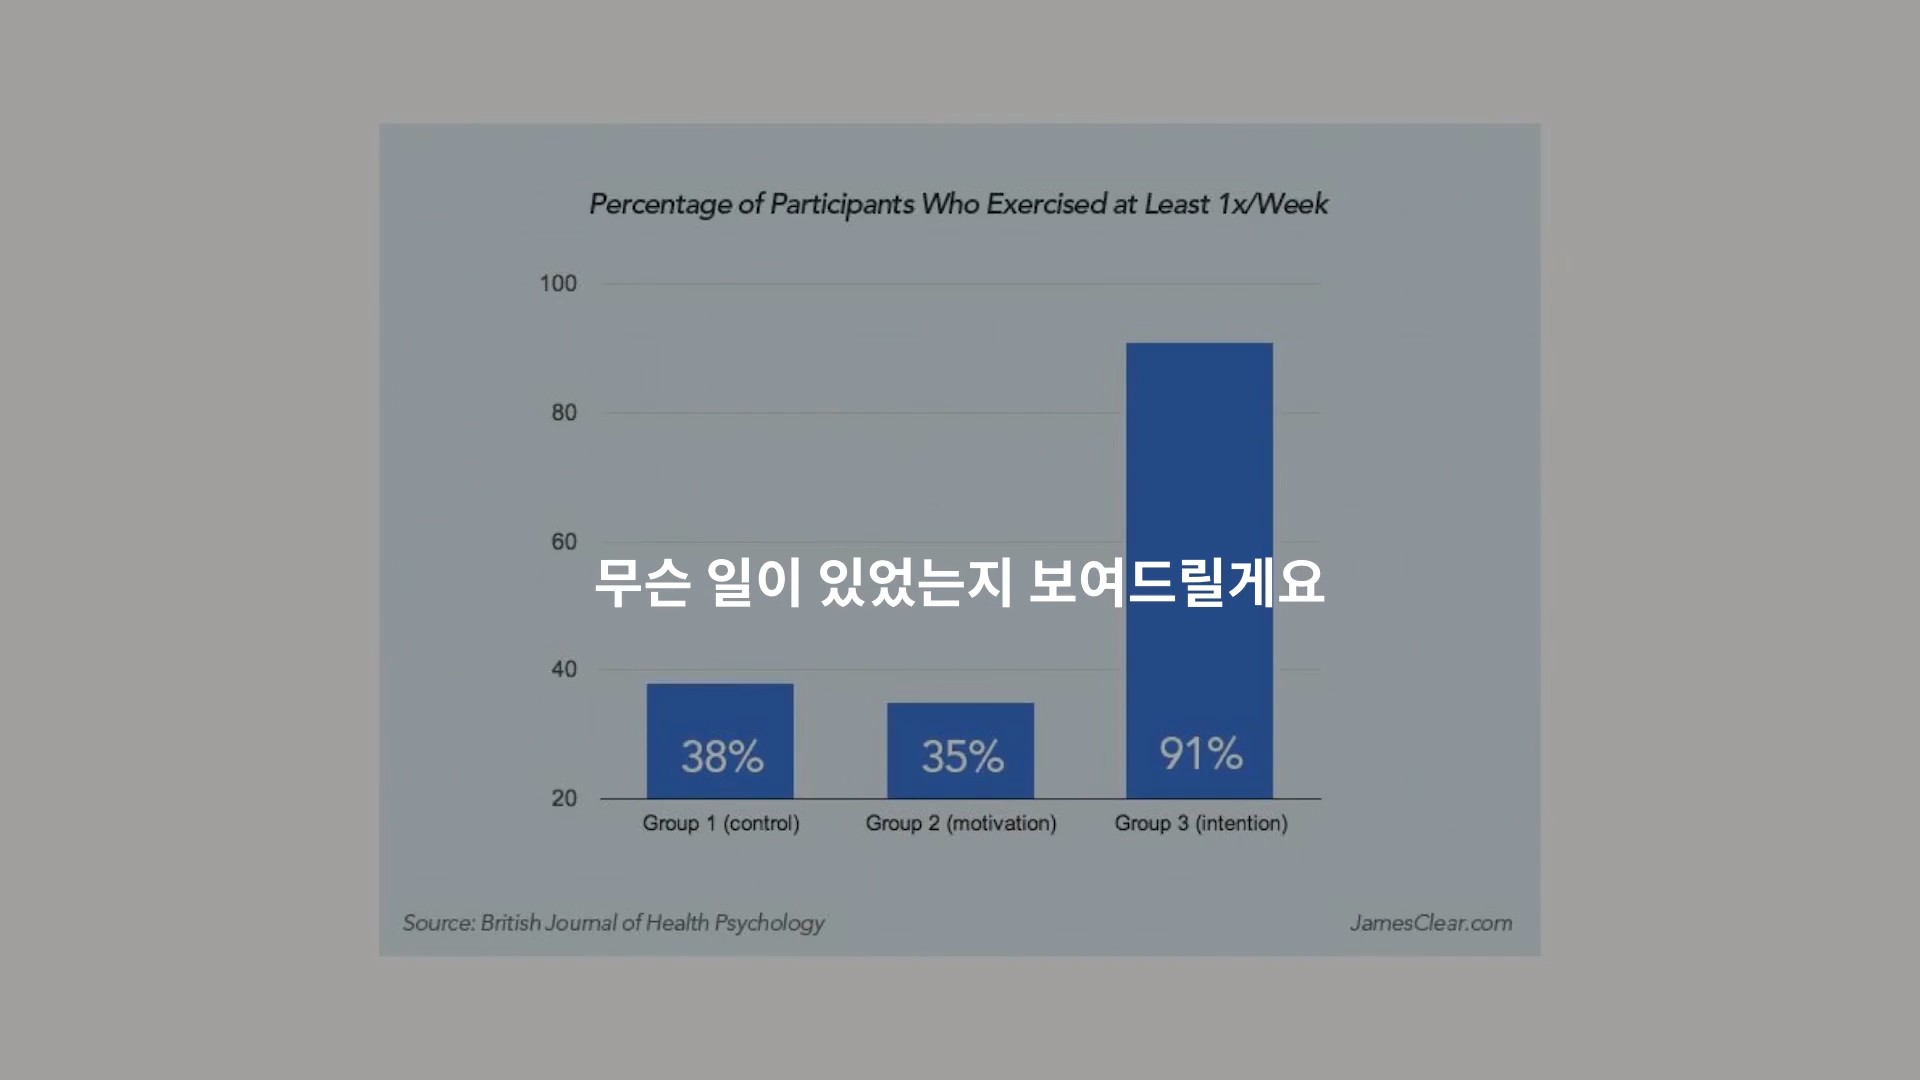 Percentage of Participants Who Exercised at Least 1x/Week
100
80
60
무슨 일이 있었는지 보여드릴게요
40
38%
35%
91%
20
Group 1 (control)
Group 2 (motivation)
Group 3 (intention)
Source: British Journal of Health Psychology
JamesClear.com